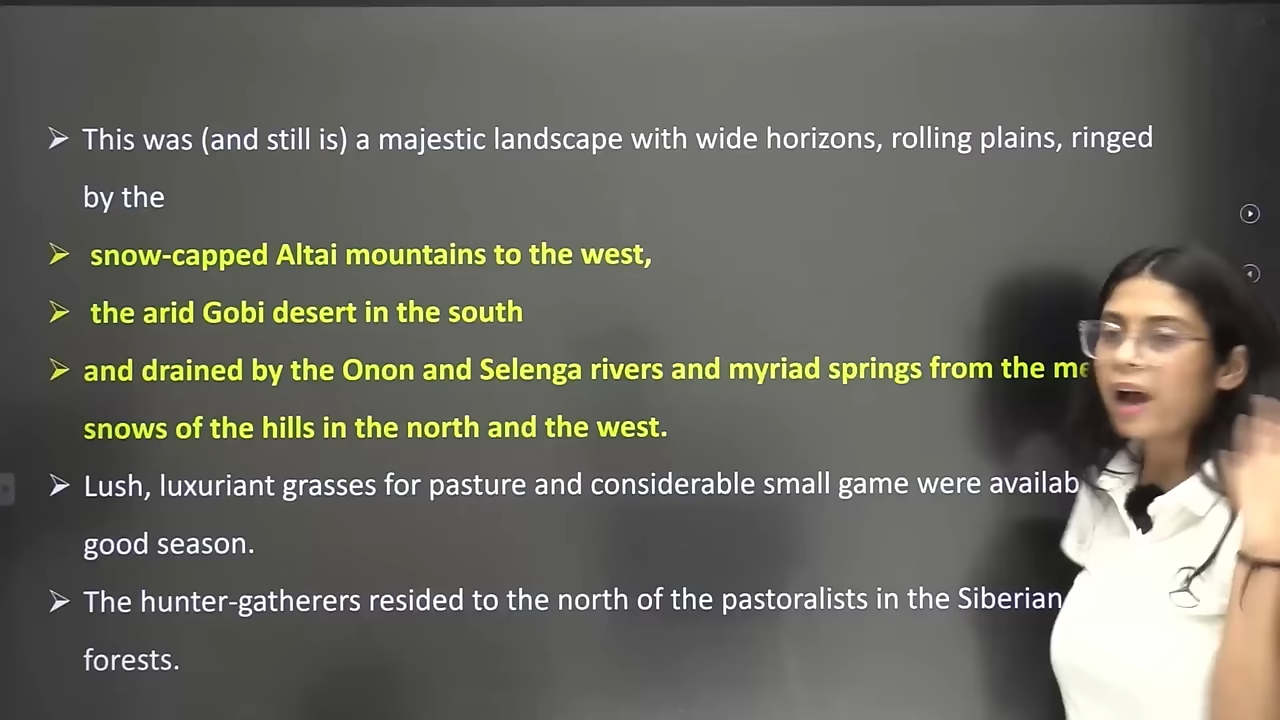 ➢ This was (and still is) a majestic landscape with wide horizons, rolling plains, ringed
by the
➢ snow-capped Altai mountains to the west,
➢ the arid Gobi desert in the south
➢ and drained by the Onon and Selenga rivers and myriad springs from the
snows of the hills in the north and the west.
➢ Lush, luxuriant grasses for pasture and considerable small game were
good season.
➢ The hunter-gatherers resided to the north of the pastoralists in the Siberian
forests.